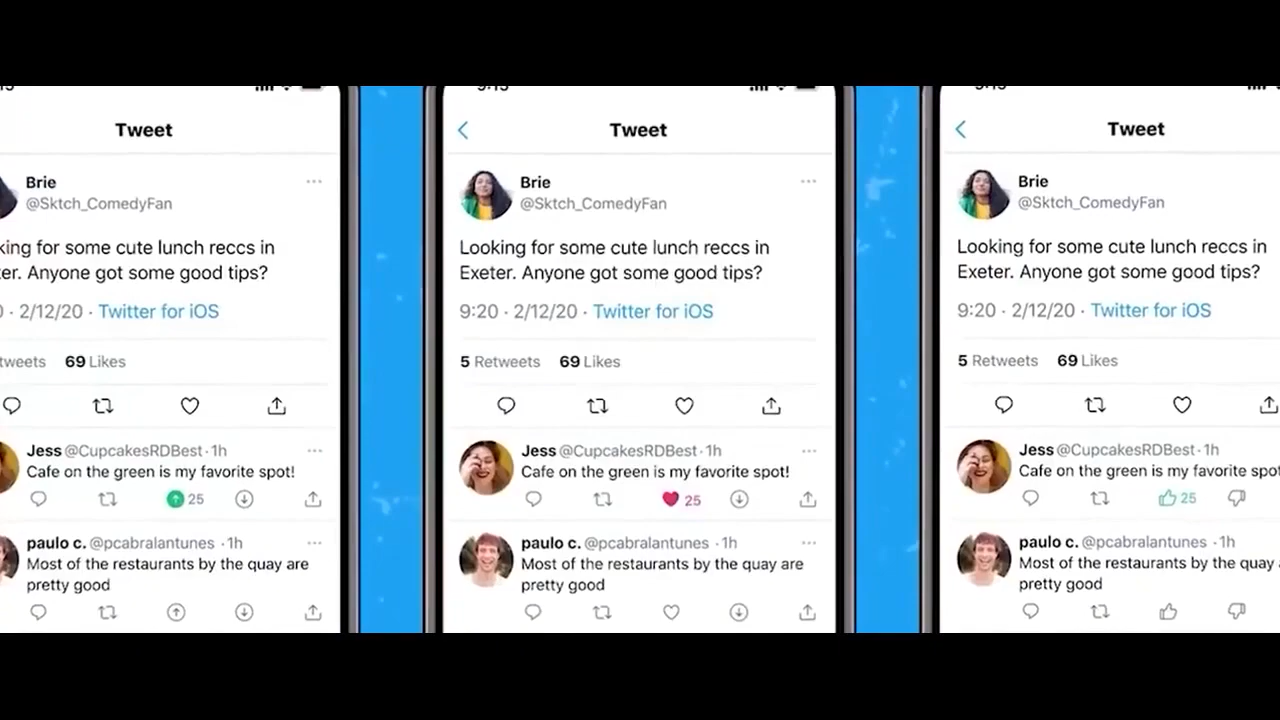 Tweet
Brie
@Sktch_ComedyFan
king for some cute lunch reccs in
er. Anyone got some good tips?
· 2/12/20 · Twitter for iOS
tweets 69 Likes
Jess @CupcakesRDBest · 1h
Cafe on the green is my favorite spot!
25
paulo c. @pcabralantunes · 1h
Most of the restaurants by the quay are
pretty good
Tweet
Brie
@Sktch_ComedyFan
Looking for some cute lunch reccs in
Exeter. Anyone got some good tips?
9:20 · 2/12/20 · Twitter for iOS
5 Retweets 69 Likes
Jess @CupcakesRDBest · 1h
Cafe on the green is my favorite spot!
25
paulo c. @pcabralantunes · 1h
Most of the restaurants by the quay are
pretty good
Tweet
Brie
@Sktch_ComedyFan
Looking for some cute lunch reccs in
Exeter. Anyone got some good tips?
9:20 · 2/12/20 · Twitter for iOS
5 Retweets 69 Likes
Jess @CupcakesRDBest · 1h
Cafe on the green is my favorite spot
25
paulo c. @pcabralantunes · 1h
Most of the restaurants by the quay
pretty good